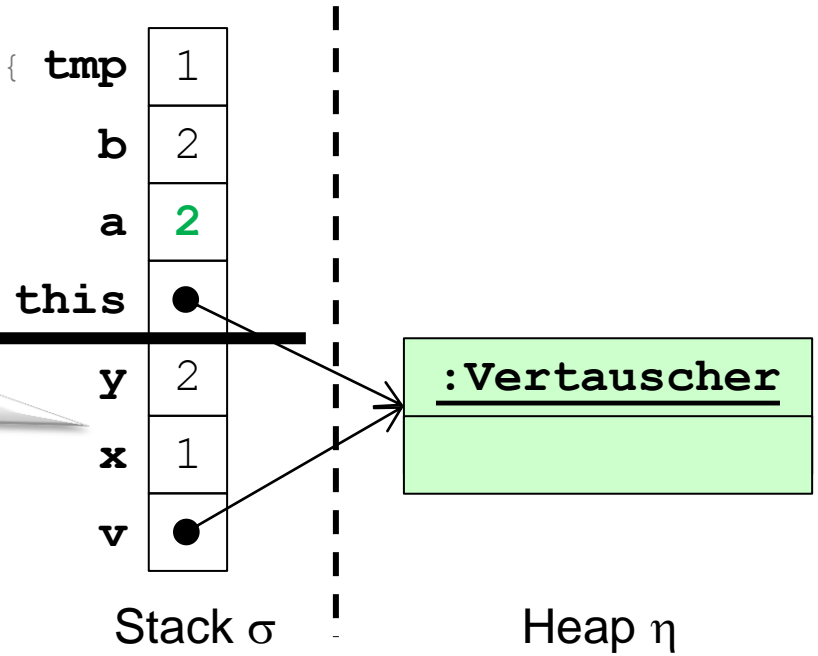 { tmp 1
b 2
a 2
this
y 2
:Vertauscher
x 1
v
Stack σ
Heap η